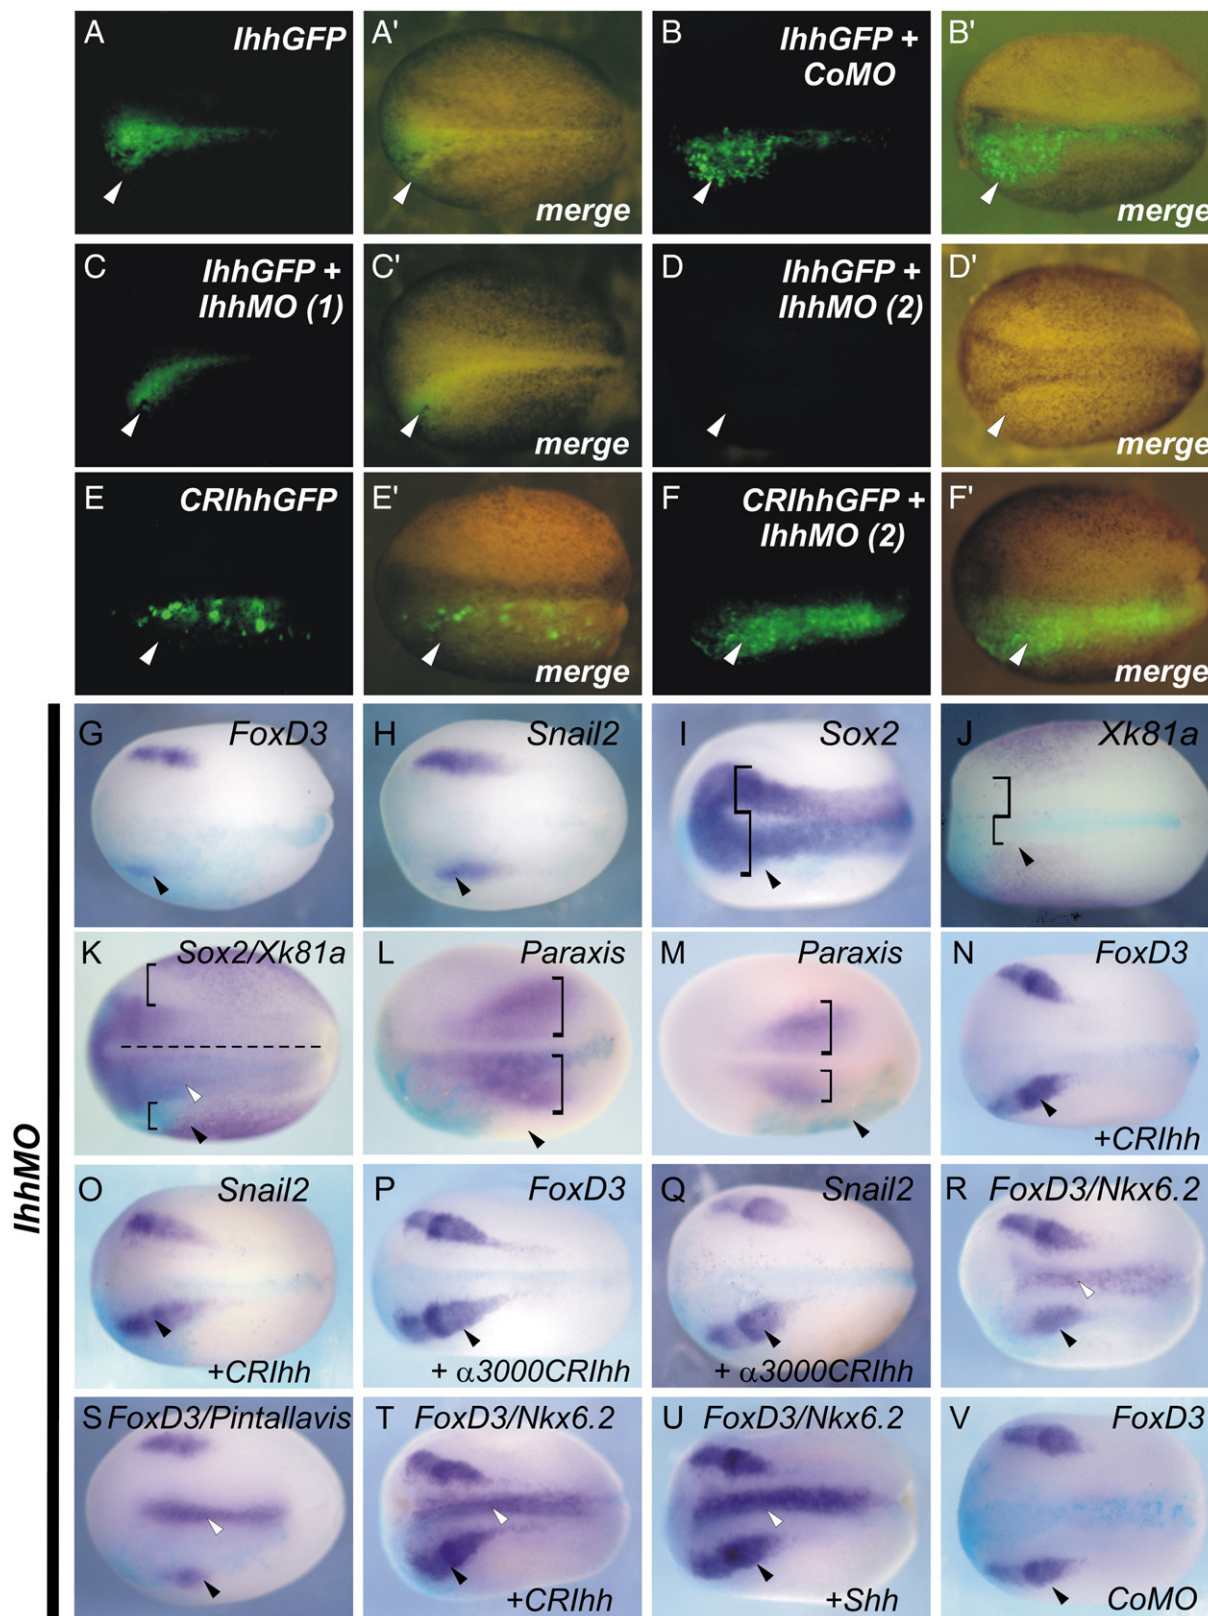 A IhhGFP
A' merge
B IhhGFP +
CoMO
B' merge
C IhhGFP +
IhhMO (1)
C' merge
D IhhGFP +
IhhMO (2)
D' merge
E CRIhhGFP
E' merge
F CRIhhGFP +
IhhMO (2)
F' merge
IhhMO
G FoxD3
H Snail2
I Sox2
J Xk81a
K Sox2/Xk81a
L Paraxis
M Paraxis
N FoxD3
+CRIhh
O Snail2
+CRIhh
P FoxD3
+ α3000CRIhh
Q Snail2
+ α3000CRIhh
R FoxD3/Nkx6.2
S FoxD3/Pintallavis
T FoxD3/Nkx6.2
+CRIhh
U FoxD3/Nkx6.2
+Shh
V FoxD3
CoMO